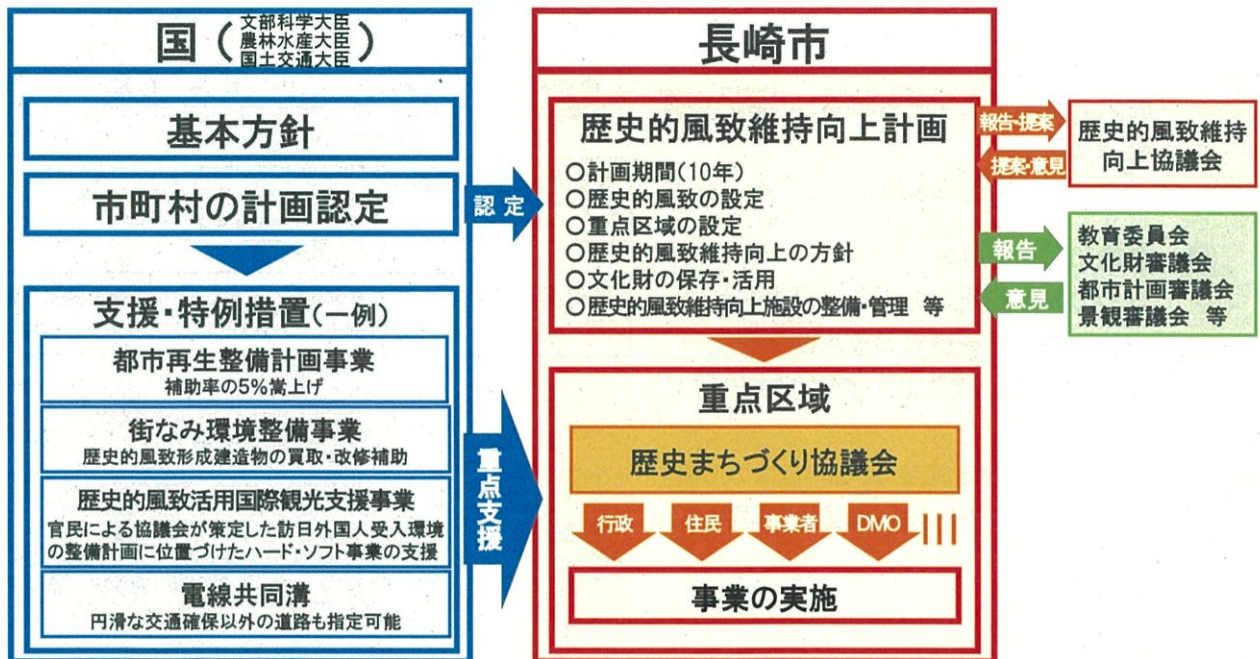 国（文部科学大臣
農林水産大臣
国土交通大臣）
基本方針
市町村の計画認定
支援・特例措置（一例）
都市再生整備計画事業
補助率の5%嵩上げ
街なみ環境整備事業
歴史的風致形成建造物の買取・改修補助
歴史的風致活用国際観光支援事業
官民による協議会が策定した訪日外国人受入環境
の整備計画に位置づけたハード・ソフト事業の支援
電線共同溝
円滑な交通確保以外の道路も指定可能
認定
重点支援
長崎市
歴史的風致維持向上計画
○計画期間（10年）
○歴史的風致の設定
○重点区域の設定
○歴史的風致維持向上の方針
○文化財の保存・活用
○歴史的風致維持向上施設の整備・管理 等
報告・提案
提案・意見
歴史的風致維持
向上協議会
報告
意見
教育委員会
文化財審議会
都市計画審議会
景観審議会 等
重点区域
歴史まちづくり協議会
行政 住民 事業者 DMO
事業の実施